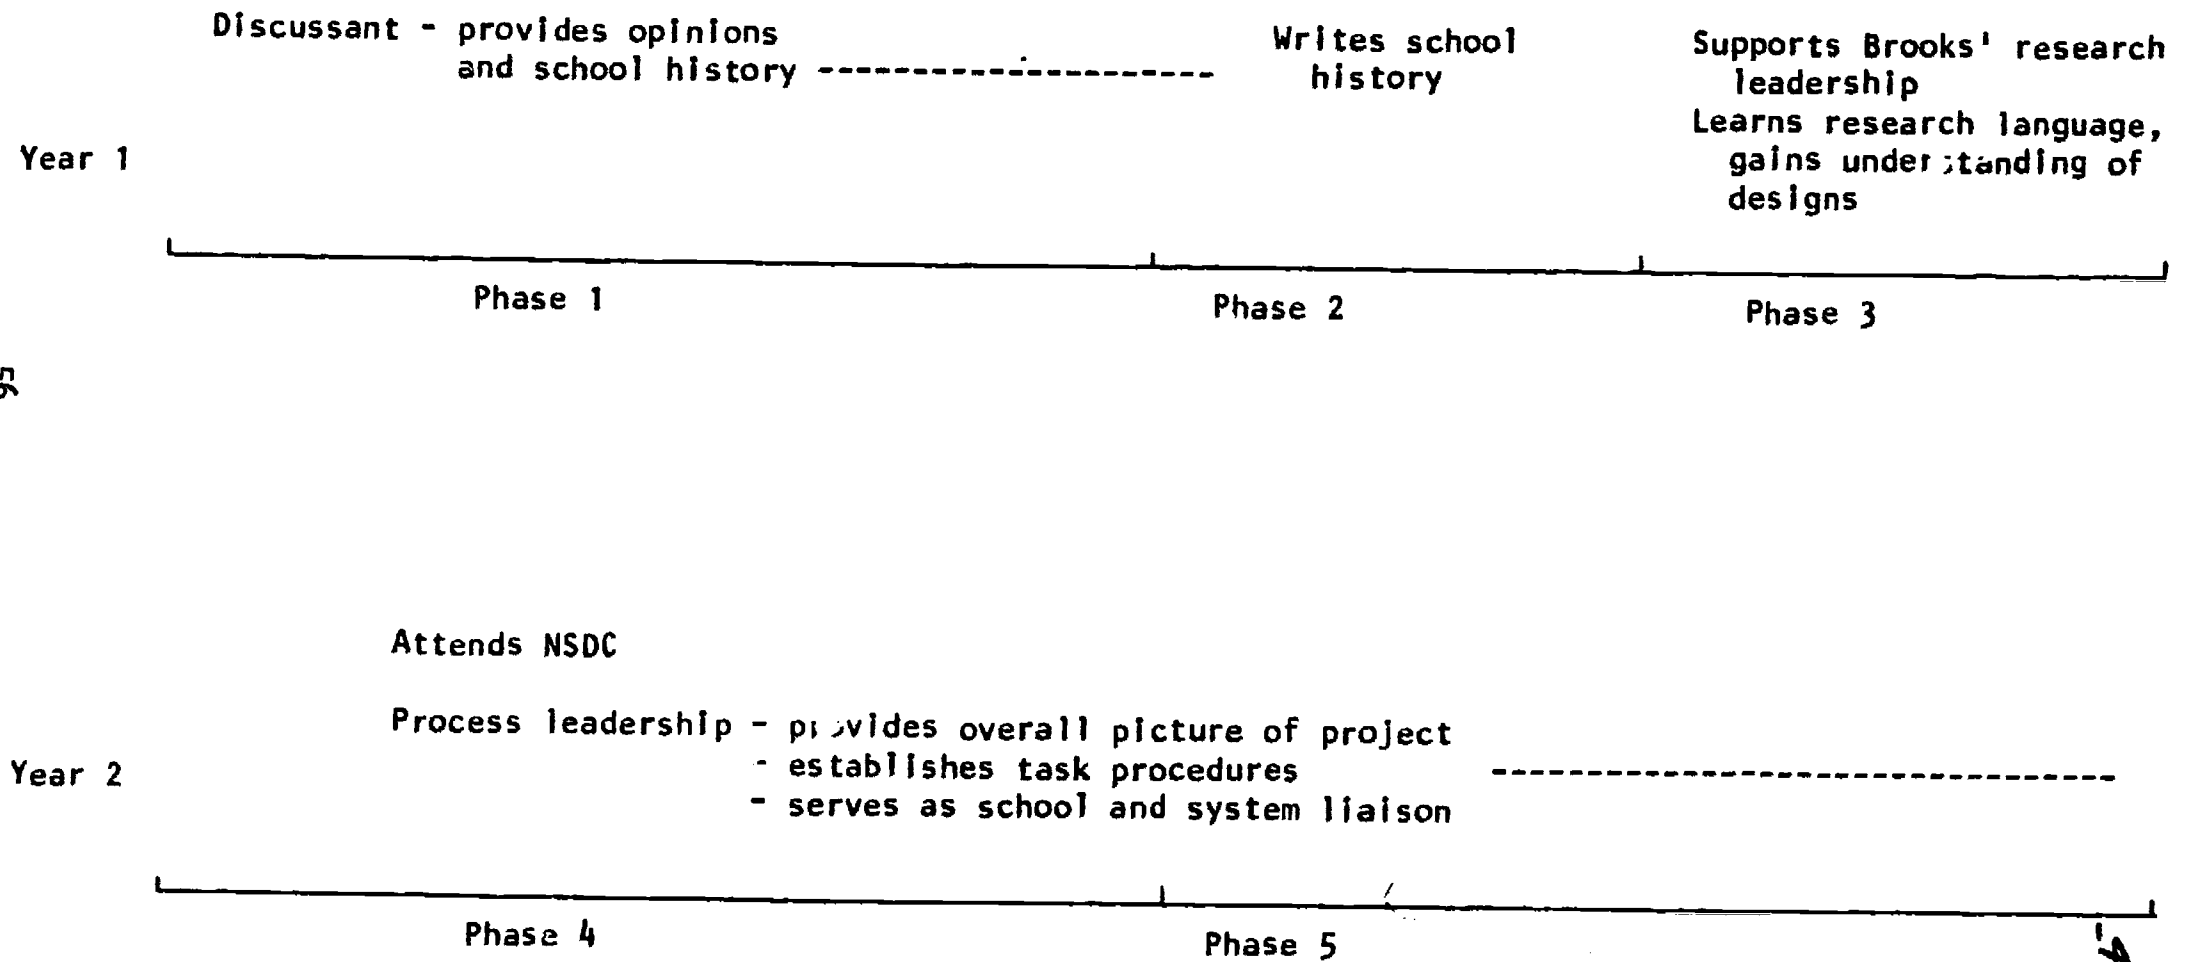 Discussant - provides opinions
and school history ---------------------
Writes school
history
Supports Brooks' research
leadership
Learns research language,
gains understanding of
designs
Year 1
Phase 1
Phase 2
Phase 3
56
Attends NSDC
Process leadership - provides overall picture of project
- establishes task procedures ---------------------------------
- serves as school and system liaison
Year 2
Phase 4
Phase 5